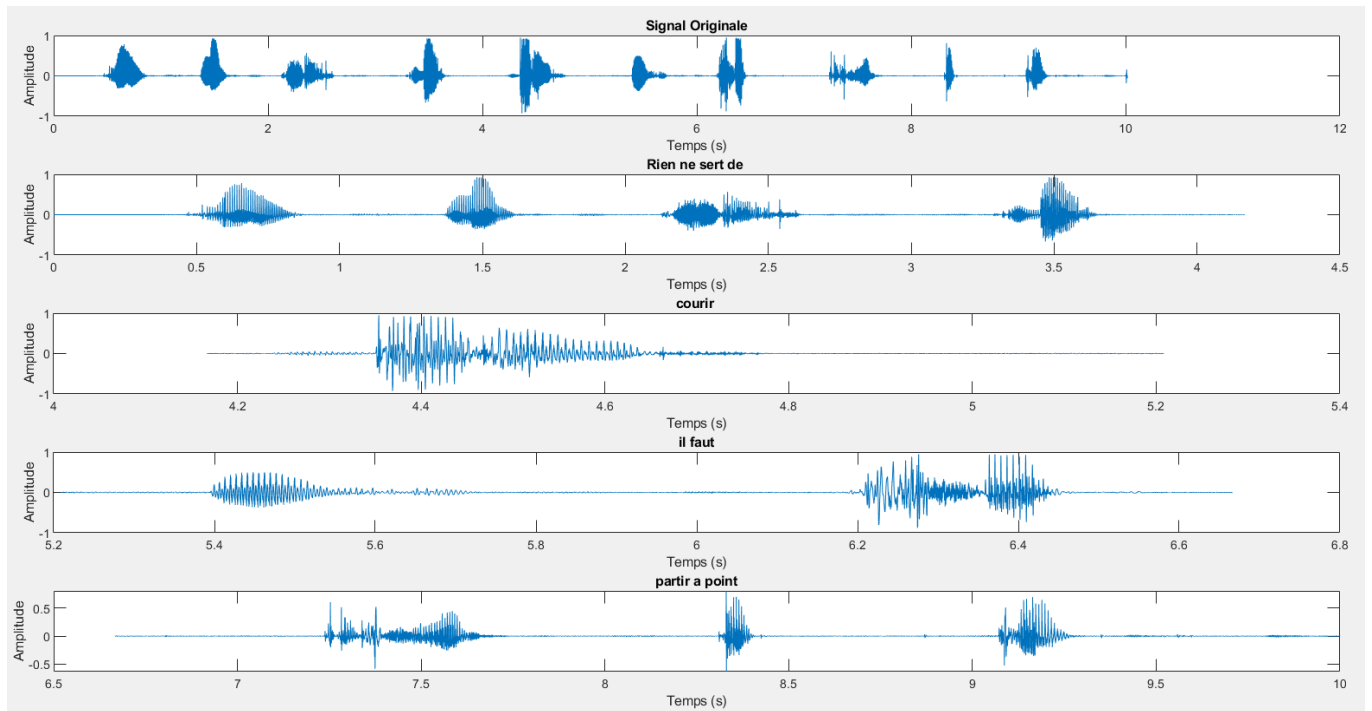 Signal Originale
Amplitude
1
0
-1
0 2 4 6 8 10 12
Temps (s)
Rien ne sert de
Amplitude
1
0
-1
0 0.5 1 1.5 2 2.5 3 3.5 4 4.5
Temps (s)
courir
Amplitude
1
0
-1
4 4.2 4.4 4.6 4.8 5 5.2 5.4
Temps (s)
il faut
Amplitude
1
0
-1
5.2 5.4 5.6 5.8 6 6.2 6.4 6.6 6.8
Temps (s)
partir a point
Amplitude
0.5
0
-0.5
6.5 7 7.5 8 8.5 9 9.5 10
Temps (s)